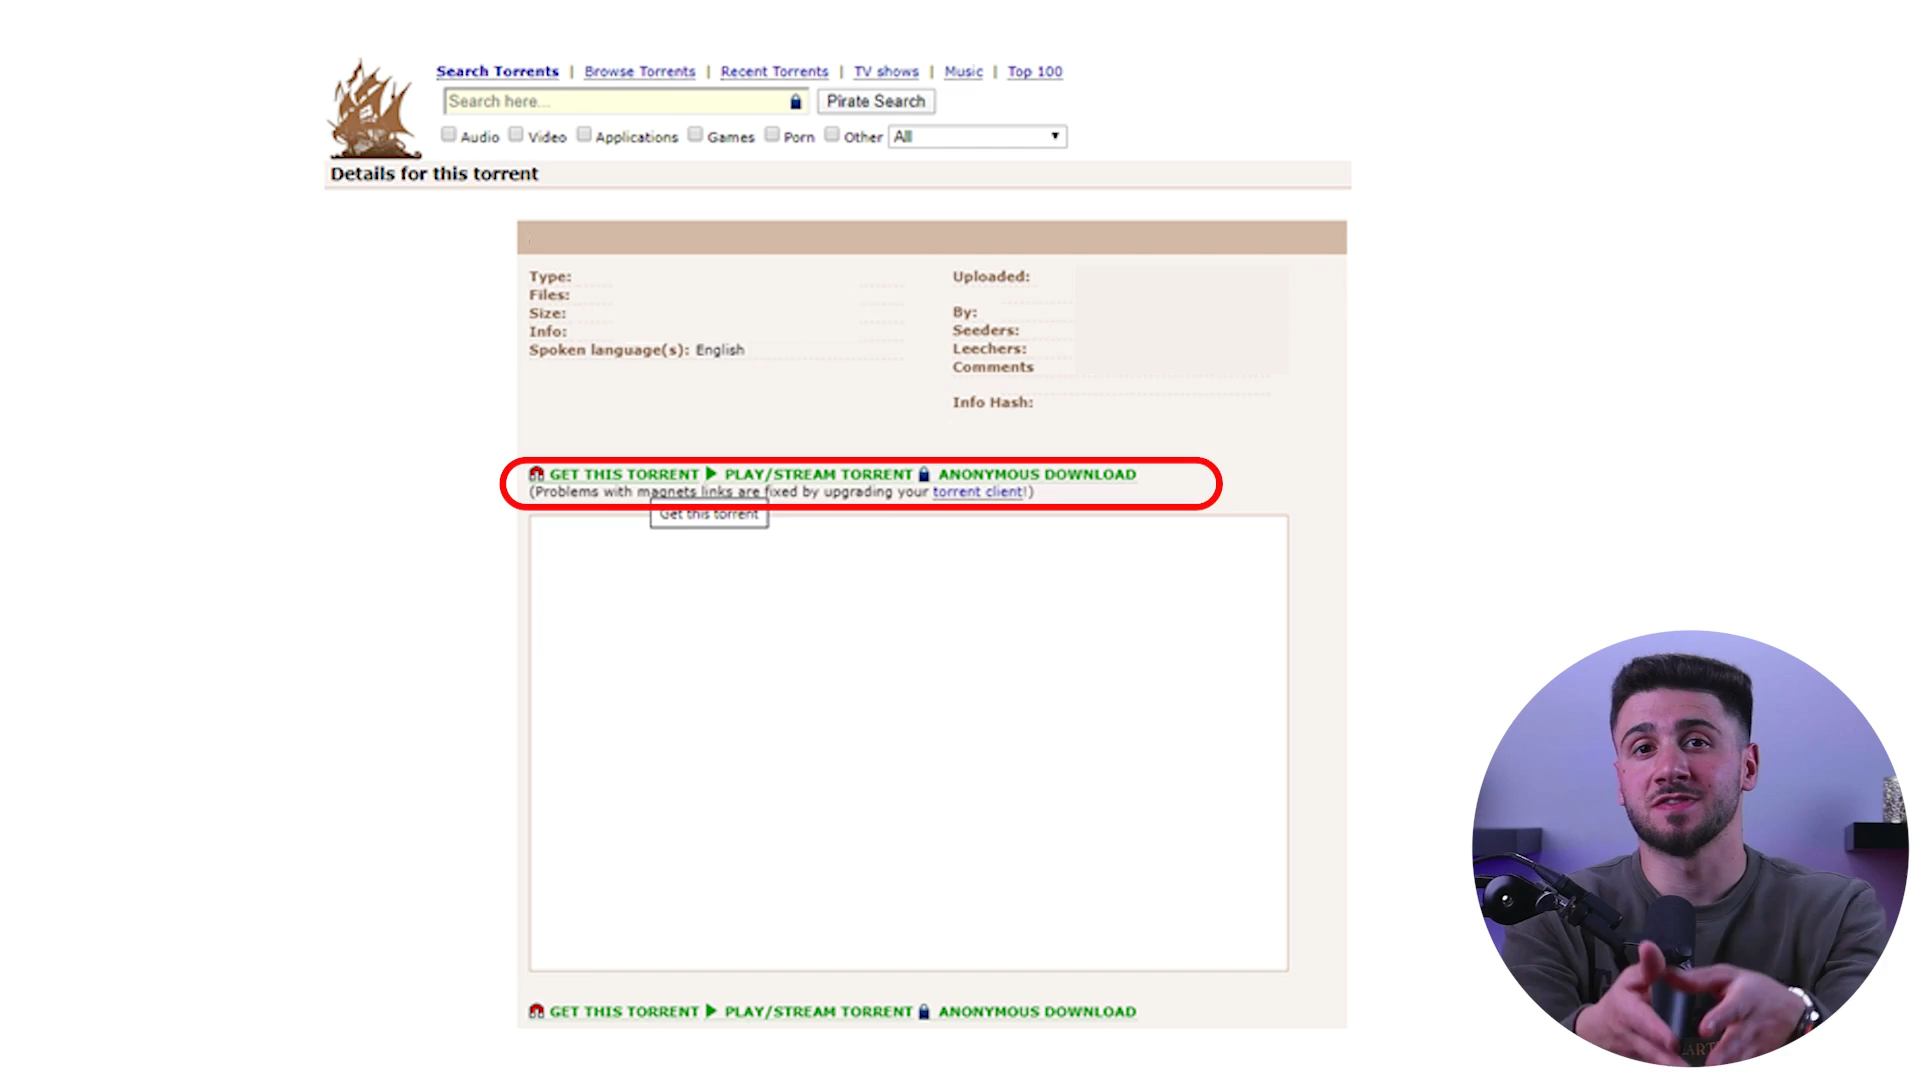 Search Torrents | Browse Torrents | Recent Torrents | TV shows | Music | Top 100
Search here... Pirate Search
Audio Video Applications Games Porn Other All
Details for this torrent
Type:
Files:
Size:
Info:
Spoken language(s): English
Uploaded:
By:
Seeders:
Leechers:
Comments
Info Hash:
GET THIS TORRENT PLAY/STREAM TORRENT ANONYMOUS DOWNLOAD
(Problems with magnets links are fixed by upgrading your torrent client!)
Get this torrent
GET THIS TORRENT PLAY/STREAM TORRENT ANONYMOUS DOWNLOAD